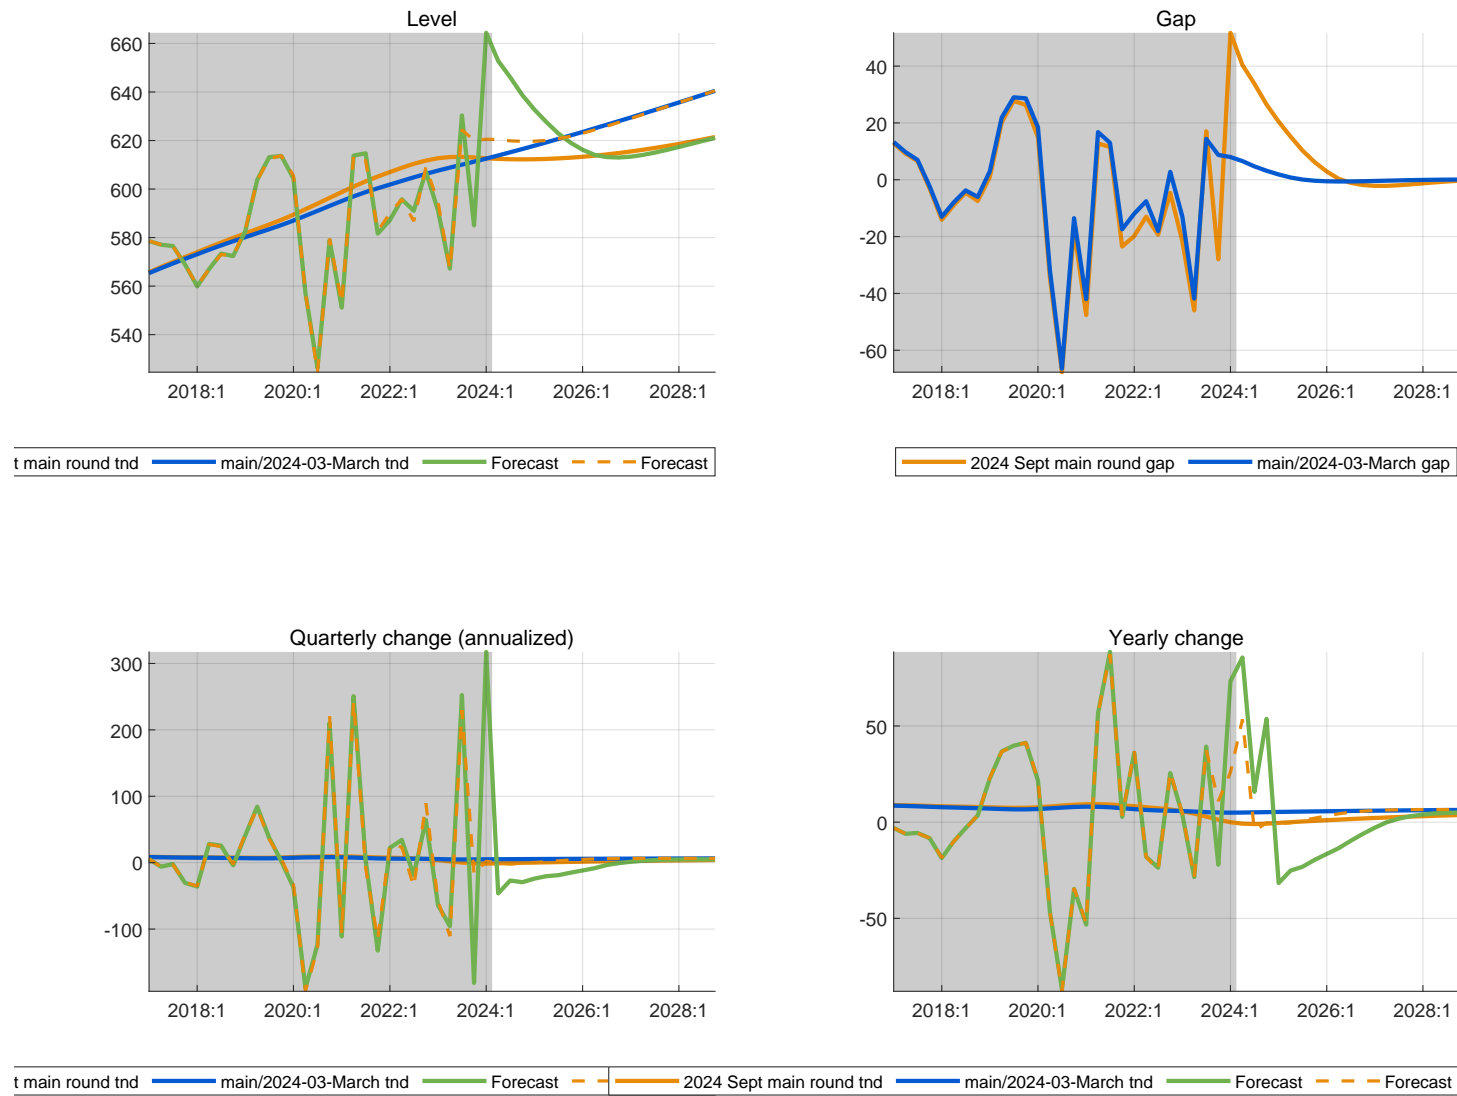 Level
660
640
620
600
580
560
540
2018:1 2020:1 2022:1 2024:1 2026:1 2028:1
t main round tnd main/2024-03-March tnd Forecast Forecast
Gap
40
20
0
-20
-40
-60
2018:1 2020:1 2022:1 2024:1 2026:1 2028:1
2024 Sept main round gap main/2024-03-March gap
Quarterly change (annualized)
300
200
100
0
-100
2018:1 2020:1 2022:1 2024:1 2026:1 2028:1
t main round tnd main/2024-03-March tnd Forecast
Yearly change
50
0
-50
2018:1 2020:1 2022:1 2024:1 2026:1 2028:1
2024 Sept main round tnd main/2024-03-March tnd Forecast Forecast